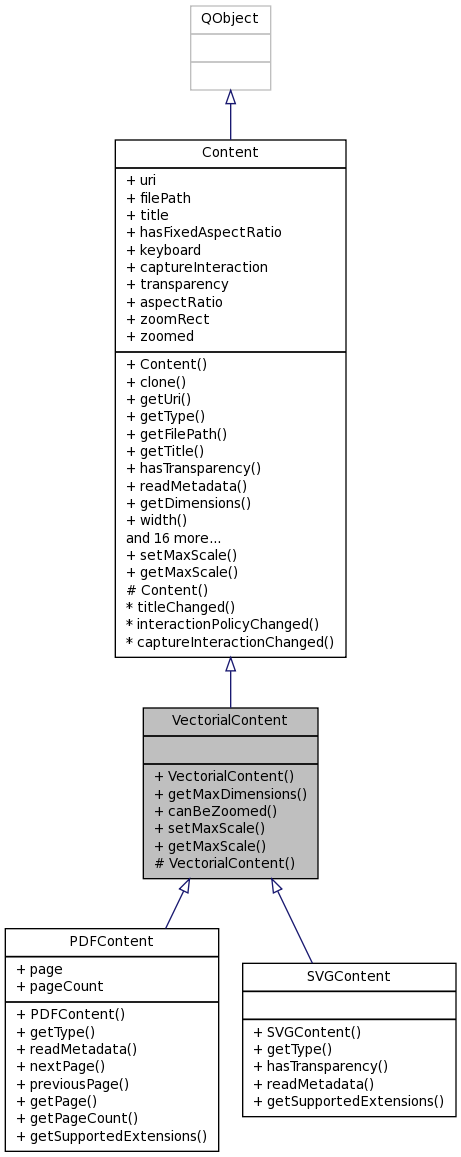 QObject
Content
+ uri
+ filePath
+ title
+ hasFixedAspectRatio
+ keyboard
+ captureInteraction
+ transparency
+ aspectRatio
+ zoomRect
+ zoomed
+ Content()
+ clone()
+ getUri()
+ getType()
+ getFilePath()
+ getTitle()
+ hasTransparency()
+ readMetadata()
+ getDimensions()
+ width()
and 16 more...
+ setMaxScale()
+ getMaxScale()
# Content()
* titleChanged()
* interactionPolicyChanged()
* captureInteractionChanged()
VectorialContent
+ VectorialContent()
+ getMaxDimensions()
+ canBeZoomed()
+ setMaxScale()
+ getMaxScale()
# VectorialContent()
PDFContent
+ page
+ pageCount
+ PDFContent()
+ getType()
+ readMetadata()
+ nextPage()
+ previousPage()
+ getPage()
+ getPageCount()
+ getSupportedExtensions()
SVGContent
+ SVGContent()
+ getType()
+ hasTransparency()
+ readMetadata()
+ getSupportedExtensions()